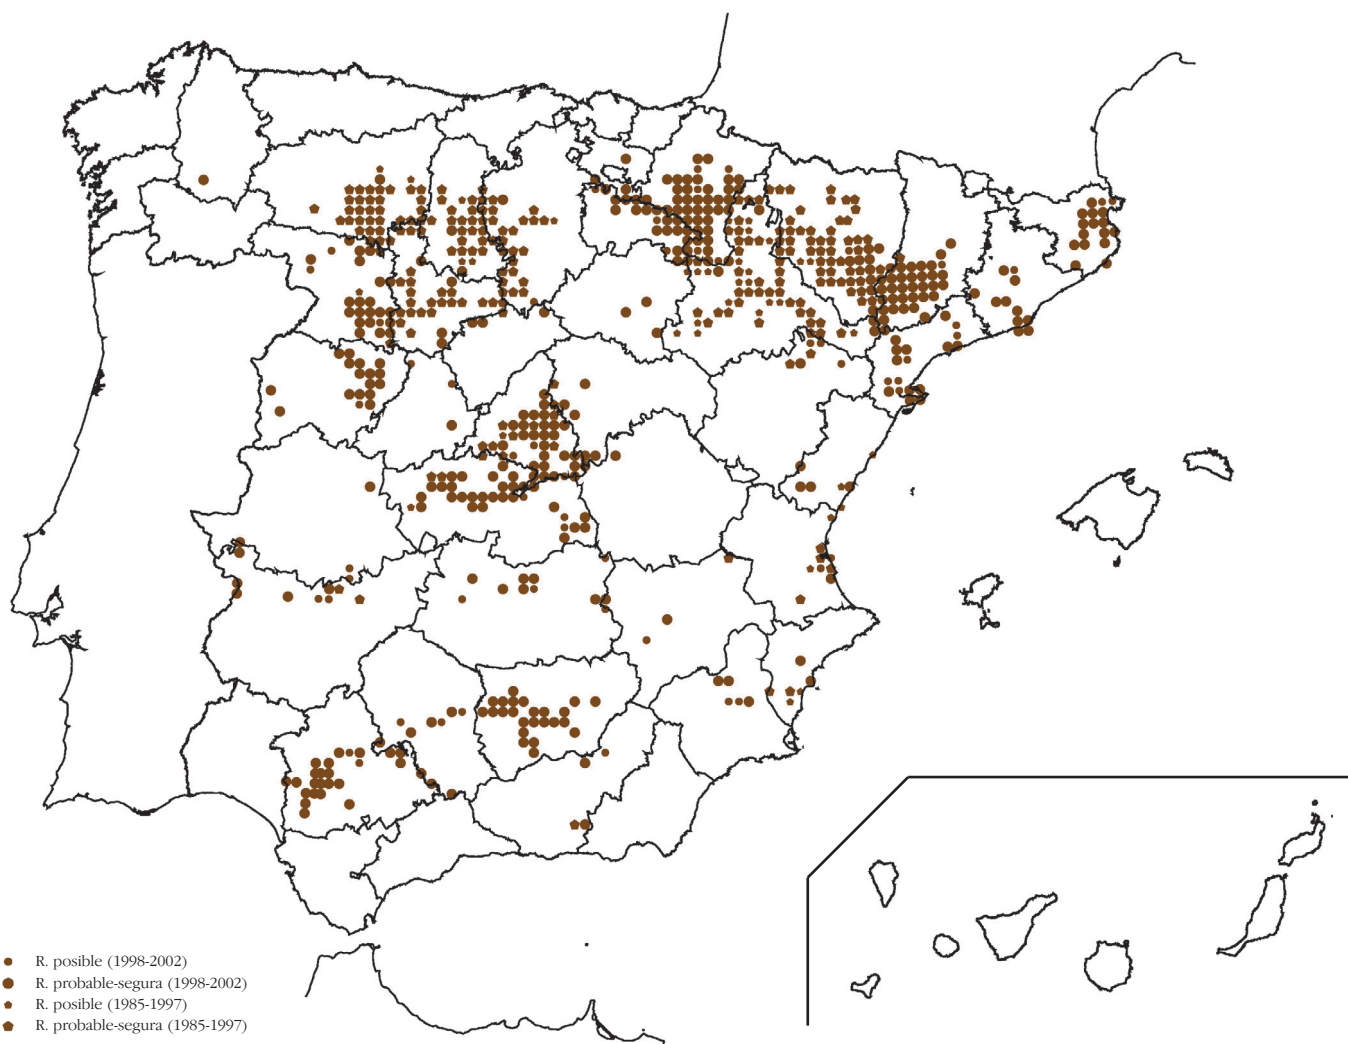 R. posible (1998-2002)
R. probable-segura (1998-2002)
R. posible (1985-1997)
R. probable-segura (1985-1997)